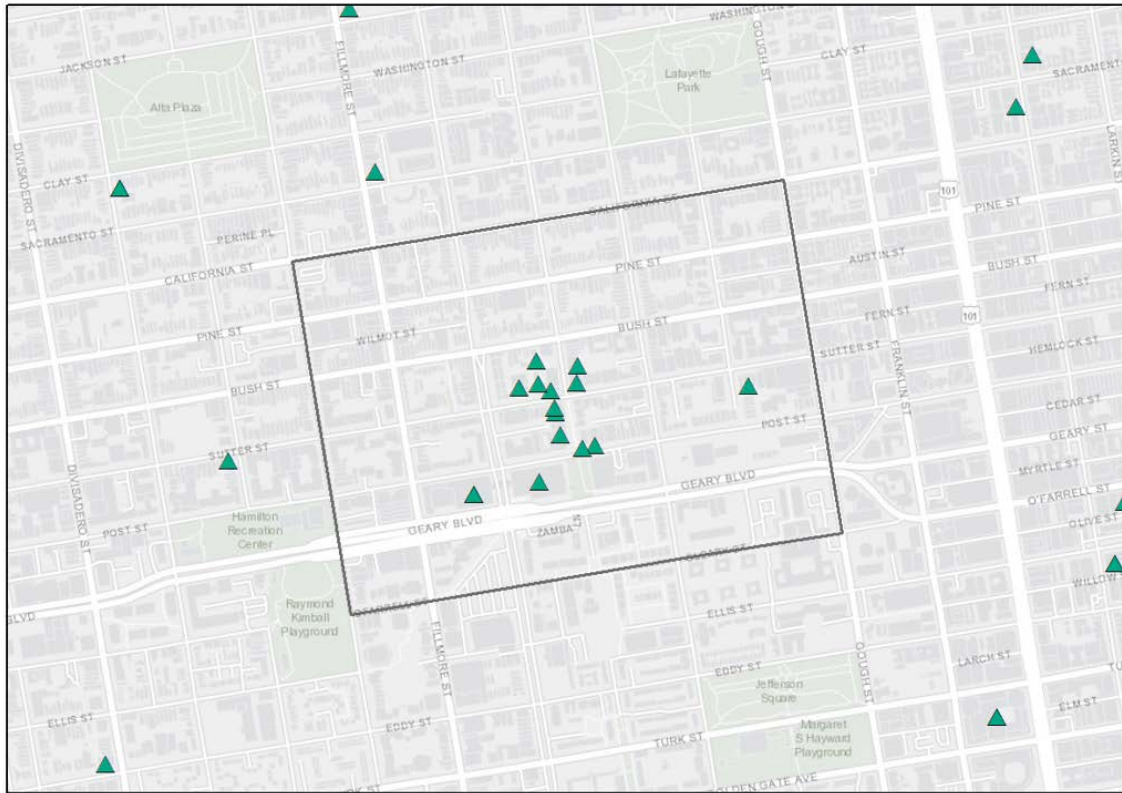 WASHINGTON ST
JACKSON ST
WASHINGTON ST
CLAY ST
SACRAMENTO
FILLMORE ST
GOUGH ST
Alta Plaza
Lafayette
Park
LARKIN ST
DIVISADERO ST
CLAY ST
101
PINE ST
SACRAMENTO ST
PERINE PL
CALIFORNIA ST
CALIFORNIA ST
PINE ST
AUSTIN ST
BUSH ST
FERN ST
PINE ST
WILMOT ST
BUSH ST
FERN ST
101
SUTTER ST
HEMLOCK ST
FRANKLIN ST
BUSH ST
CEDAR ST
POST ST
GEARY ST
SUTTER ST
MYRTLE ST
DIVISADERO ST
GEARY BLVD
O'FARRELL ST
POST ST
Hamilton
Recreation
Center
GEARY BLVD
ZAMBA
LN
OLIVE ST
WILLOW
BLVD
Raymond
Kimball
Playground
ELLIS ST
FILLMORE ST
EDDY ST
GOUGH ST
LARCH ST
Jefferson
Square
ELM ST
ELLIS ST
EDDY ST
TURK ST
Margaret
S Hayward
Playground
GOLDEN GATE AVE